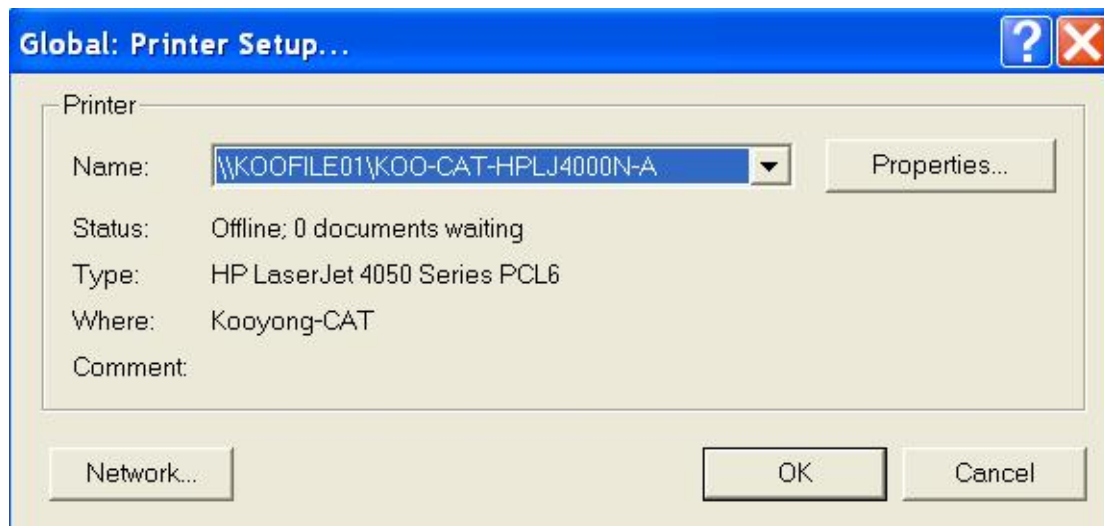 Global: Printer Setup...
Printer
Name: \\KOOFILE01\KOO-CAT-HPLJ4000N-A Properties...
Status: Offline; 0 documents waiting
Type: HP LaserJet 4050 Series PCL6
Where: Kooyong-CAT
Comment:
Network... OK Cancel